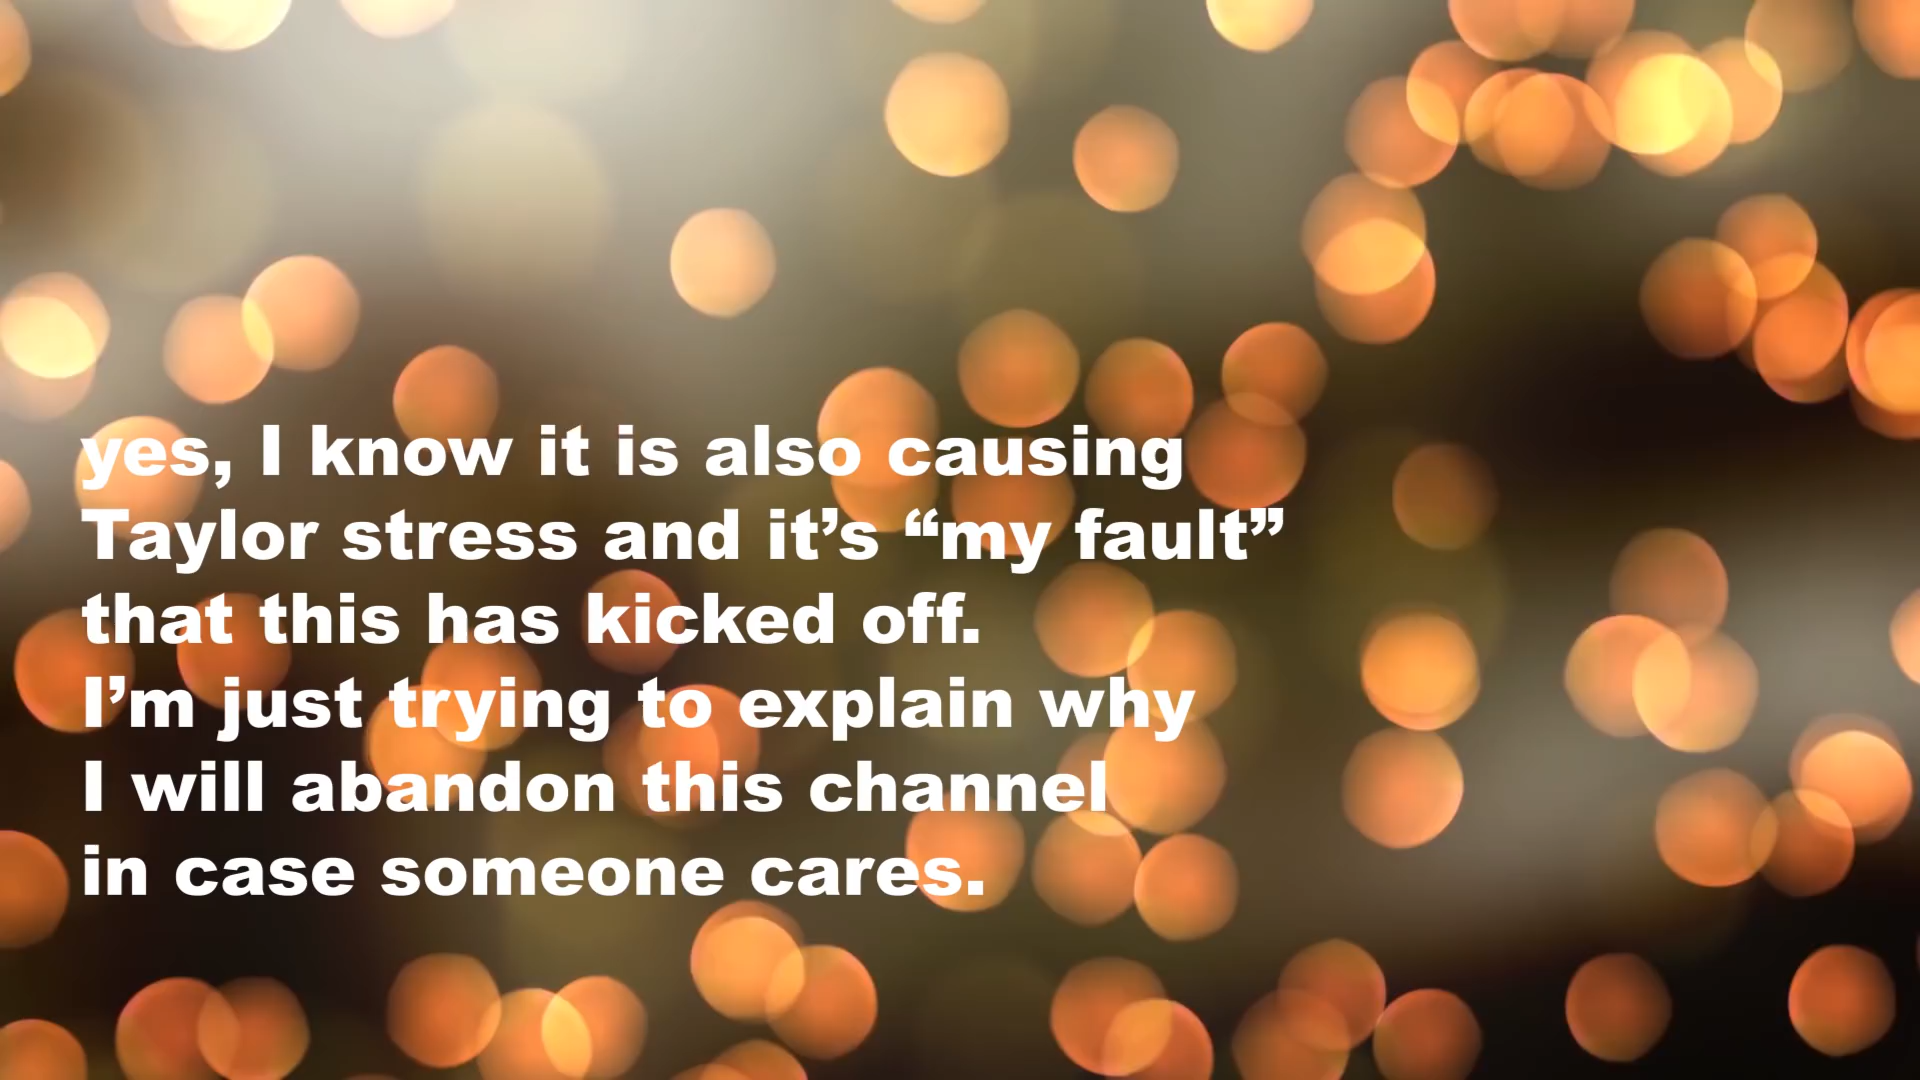 yes, I know it is also causing
Taylor stress and it’s “my fault”
that this has kicked off.
I’m just trying to explain why
I will abandon this channel
in case someone cares.